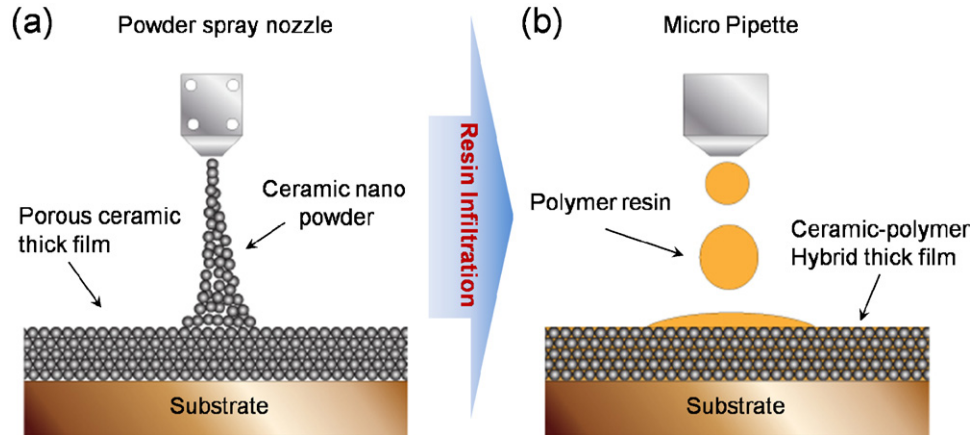 (a)
Powder spray nozzle
Ceramic nano
powder
Porous ceramic
thick film
Substrate
Resin Infiltration
(b)
Micro Pipette
Polymer resin
Ceramic-polymer
Hybrid thick film
Substrate